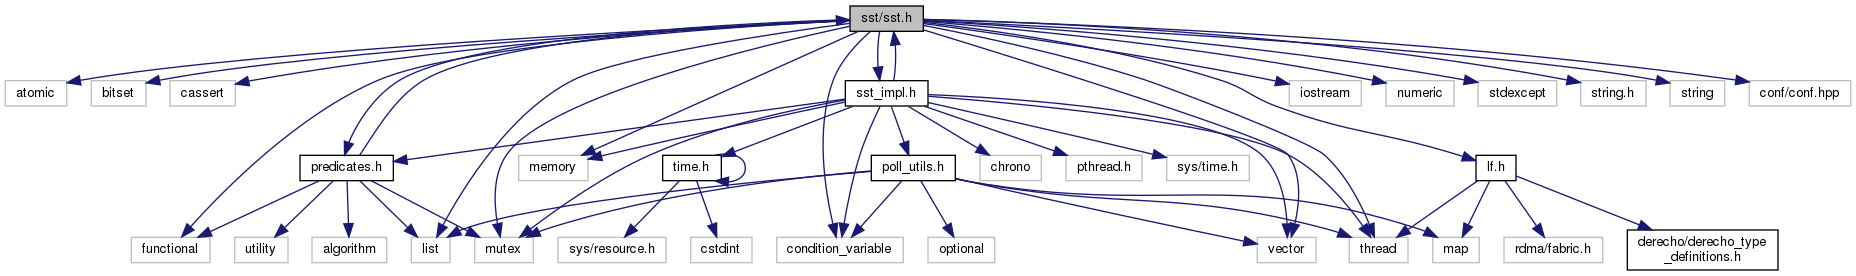 sst/sst.h
atomic
bitset
cassert
sst_impl.h
iostream
numeric
stdexcept
string.h
string
conf/conf.hpp
predicates.h
memory
time.h
poll_utils.h
chrono
pthread.h
sys/time.h
lf.h
functional
utility
algorithm
list
mutex
sys/resource.h
cstdint
condition_variable
optional
vector
thread
map
rdma/fabric.h
derecho/derecho_type
_definitions.h